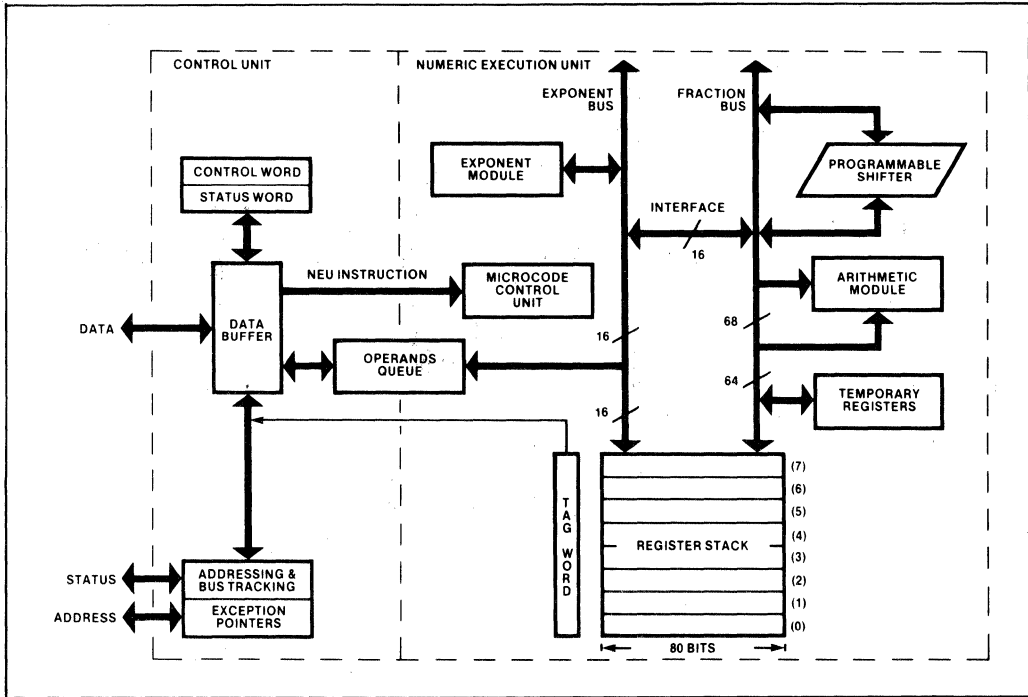 CONTROL UNIT
NUMERIC EXECUTION UNIT
EXPONENT
BUS
FRACTION
BUS
EXPONENT
MODULE
PROGRAMMABLE
SHIFTER
CONTROL WORD
STATUS WORD
INTERFACE
16
NEU INSTRUCTION
MICROCODE
CONTROL
UNIT
ARITHMETIC
MODULE
DATA
DATA
BUFFER
OPERANDS
QUEUE
16
68
64
16
TEMPORARY
REGISTERS
TAG WORD
REGISTER STACK
(7)
(6)
(5)
(4)
(3)
(2)
(1)
(0)
80 BITS
STATUS
ADDRESS
ADDRESSING &
BUS TRACKING
EXCEPTION
POINTERS